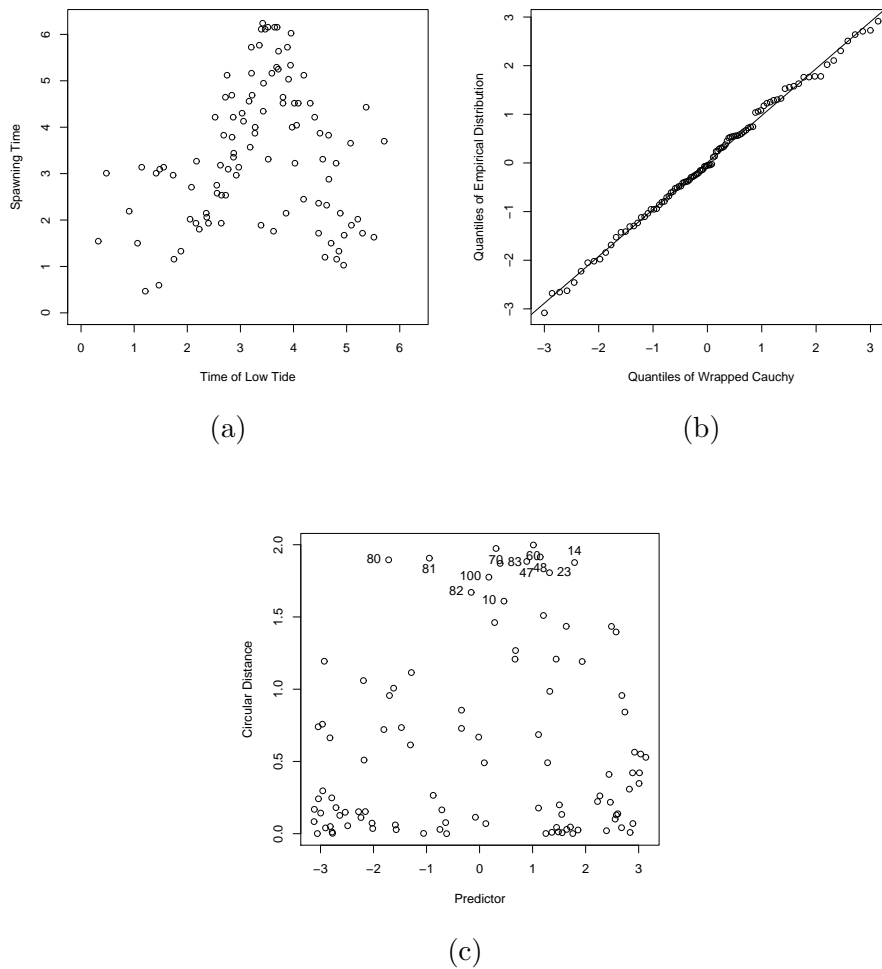 6
5
4
3
2
1
0
Spawning Time
0 1 2 3 4 5 6
Time of Low Tide
(a)
3
2
1
0
−1
−2
−3
Quantiles of Empirical Distribution
−3 −2 −1 0 1 2 3
Quantiles of Wrapped Cauchy
(b)
2.0
1.5
1.0
0.5
0.0
Circular Distance
80
81
82
100
70
10
83
60
47
48
23
14
−3 −2 −1 0 1 2 3
Predictor
(c)